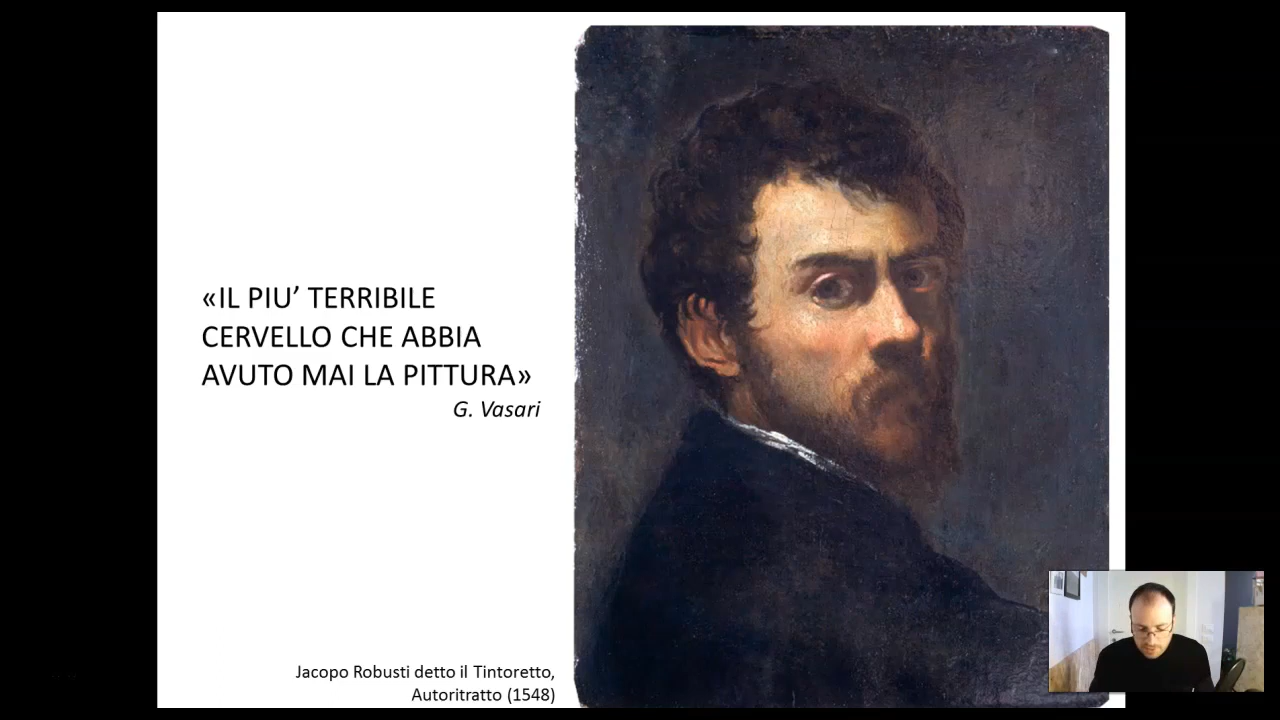 «IL PIU’ TERRIBILE
CERVELLO CHE ABBIA
AVUTO MAI LA PITTURA»
G. Vasari
Jacopo Robusti detto il Tintoretto,
Autoritratto (1548)